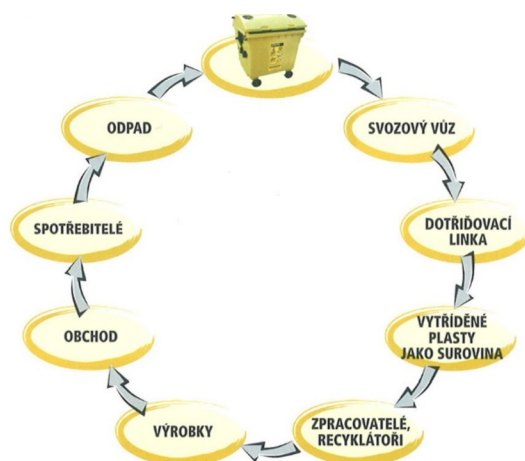 ODPAD
SVOZOVÝ VŮZ
SPOTŘEBITELÉ
DOTŘIĎOVACÍ
LINKA
OBCHOD
VYTŘÍDĚNÉ
PLASTY
JAKO SUROVINA
VÝROBKY
ZPRACOVATELÉ,
RECYKLÁTOŘI